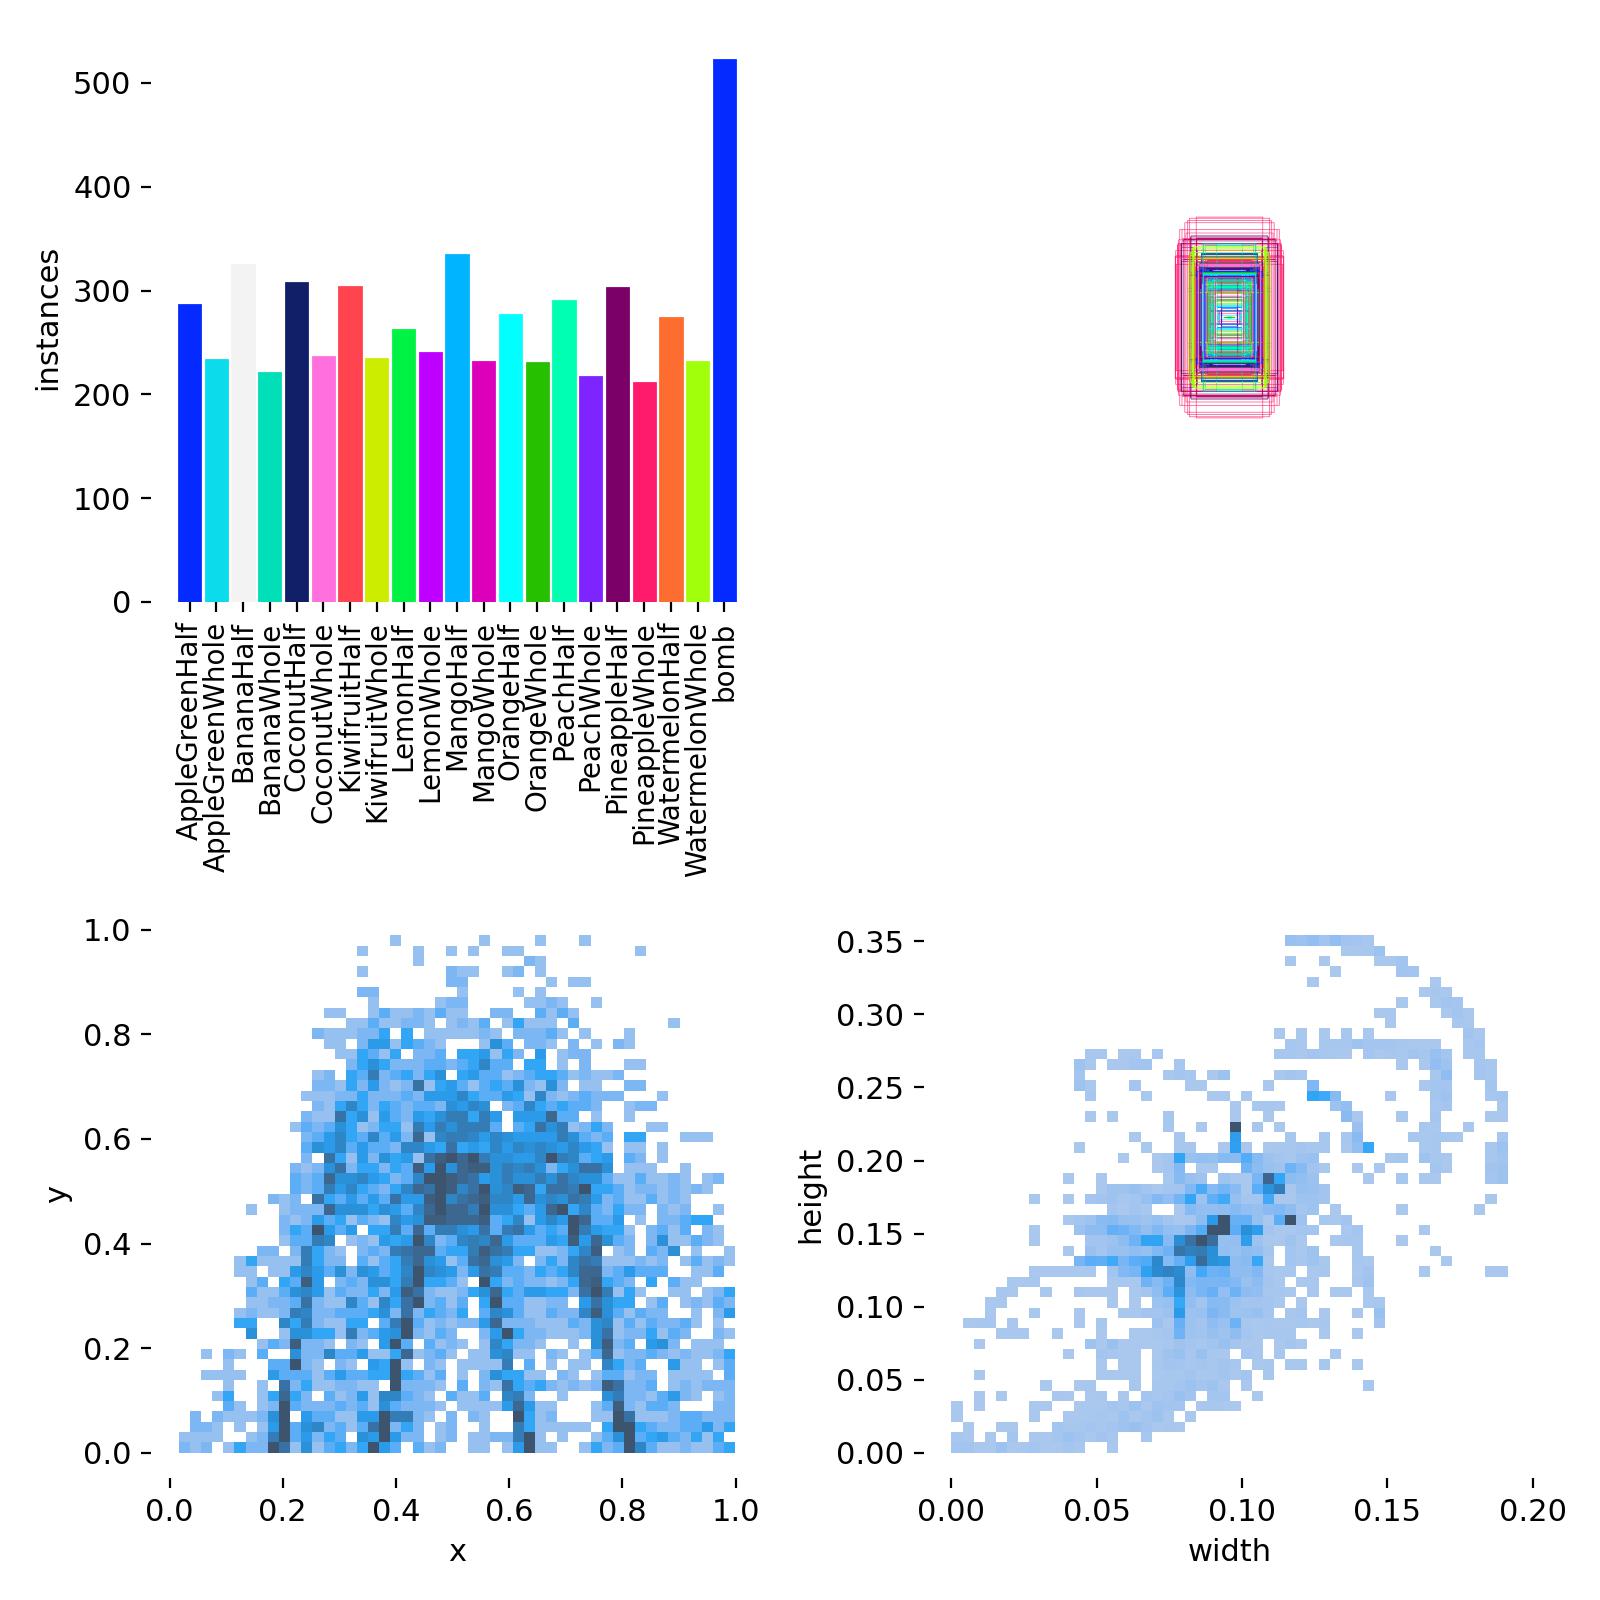 instances
500
400
300
200
100
0
AppleGreenHalf
AppleGreenWhole
BananaHalf
BananaWhole
CoconutHalf
CoconutWhole
KiwifruitHalf
KiwifruitWhole
LemonHalf
LemonWhole
MangoHalf
MangoWhole
OrangeHalf
OrangeWhole
PeachHalf
PeachWhole
PineappleHalf
PineappleWhole
WatermelonHalf
WatermelonWhole
bomb
y
1.0
0.8
0.6
0.4
0.2
0.0
0.0 0.2 0.4 0.6 0.8 1.0
x
height
0.35
0.30
0.25
0.20
0.15
0.10
0.05
0.00
0.00 0.05 0.10 0.15 0.20
width